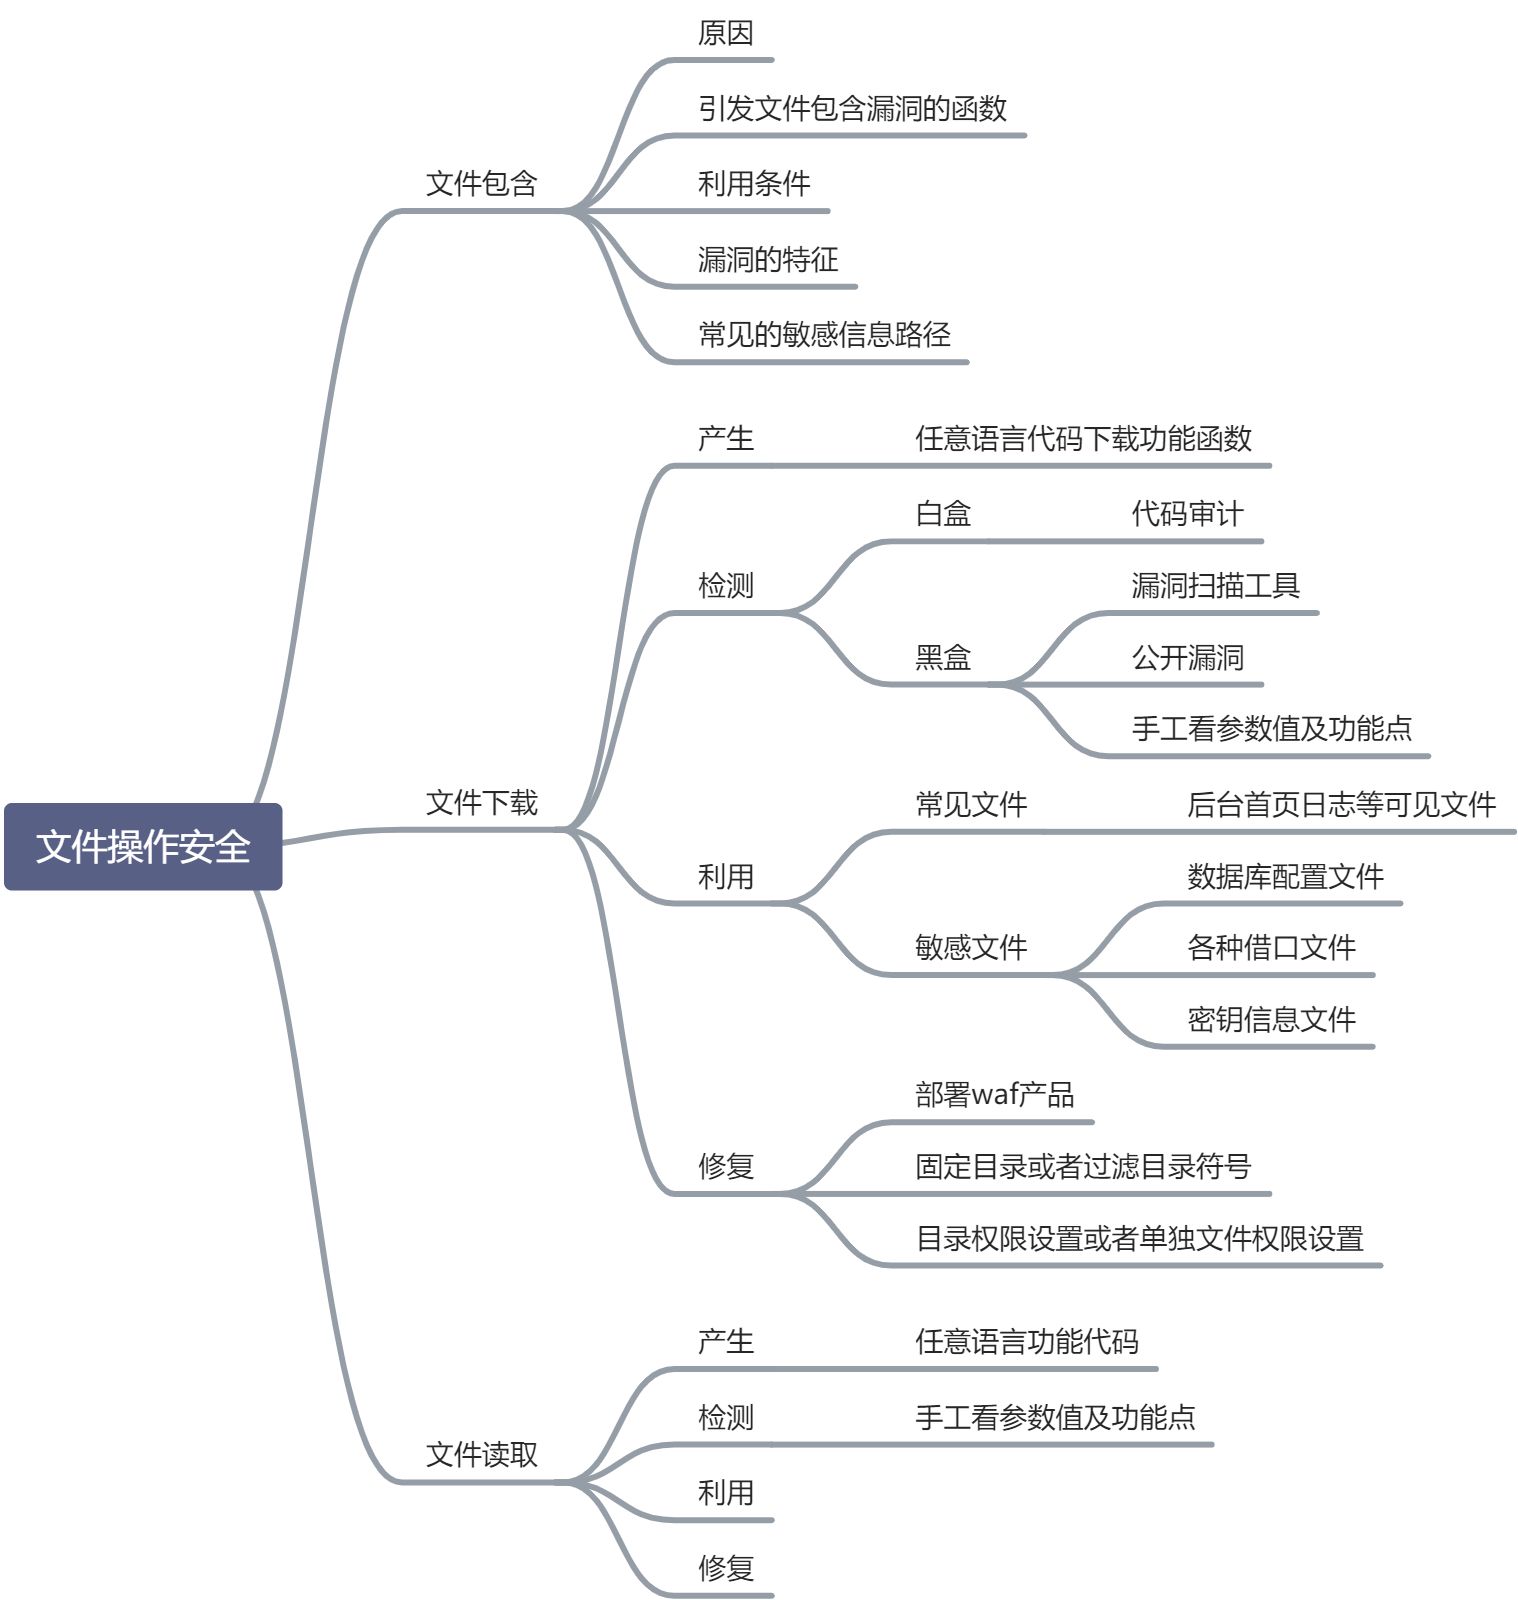 文件操作安全
文件包含
原因
引发文件包含漏洞的函数
利用条件
漏洞的特征
常见的敏感信息路径
文件下载
产生
任意语言代码下载功能函数
检测
白盒
代码审计
黑盒
漏洞扫描工具
公开漏洞
手工看参数值及功能点
利用
常见文件
后台首页日志等可见文件
敏感文件
数据库配置文件
各种借口文件
密钥信息文件
修复
部署waf产品
固定目录或者过滤目录符号
目录权限设置或者单独文件权限设置
文件读取
产生
任意语言功能代码
检测
手工看参数值及功能点
利用
修复